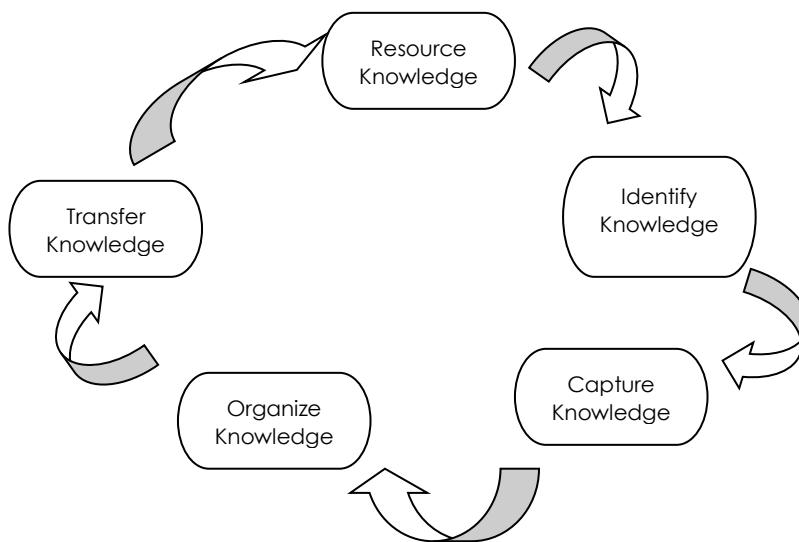 Resource
Knowledge
Identify
Knowledge
Capture
Knowledge
Organize
Knowledge
Transfer
Knowledge